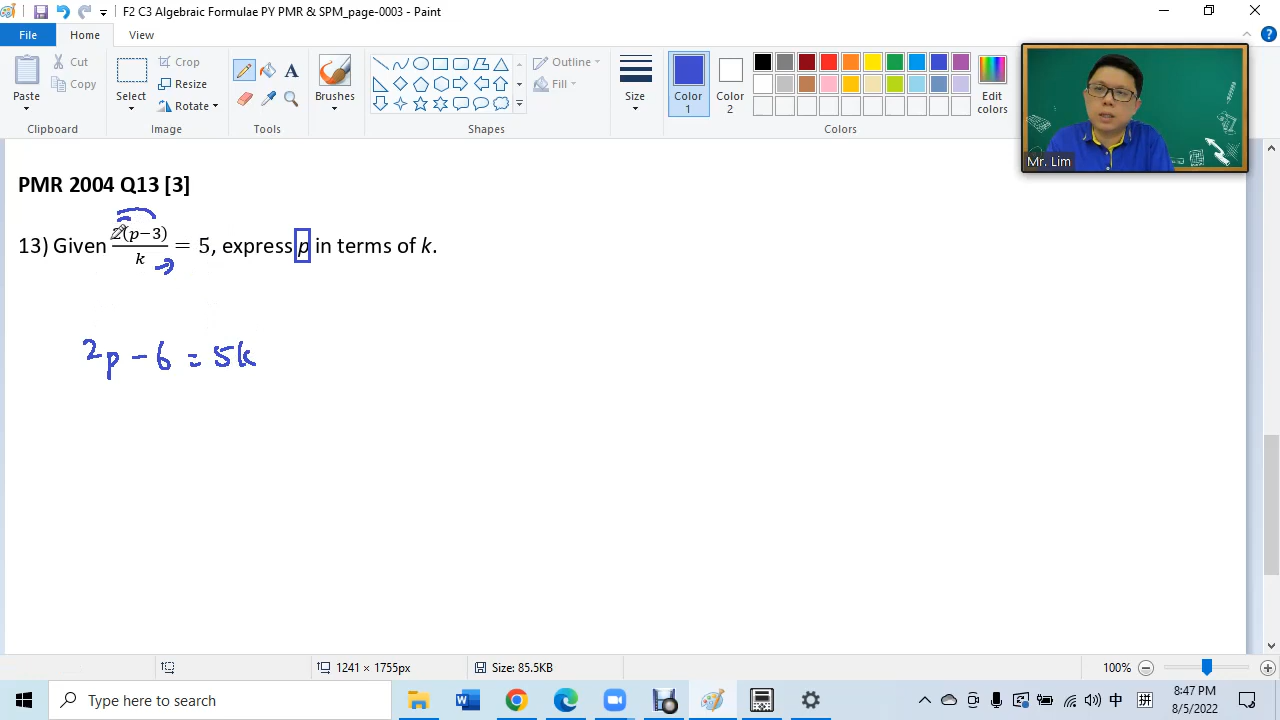 F2 C3 Algebraic Formulae PY PMR & SPM_page-0003 - Paint
File Home View
Paste Cut Copy Clipboard
Select Crop Resize Rotate Image
Tools
Brushes
Outline Fill Shapes
Size
Color 1 Color 2 Edit colors Colors
Mr. Lim
PMR 2004 Q13 [3]
13) Given 2(p−3)/k = 5, express p in terms of k.
2p − 6 = 5k
1241 × 1755px Size: 85.5KB 100%
Type here to search
中 拼 8:47 PM
8/5/2022